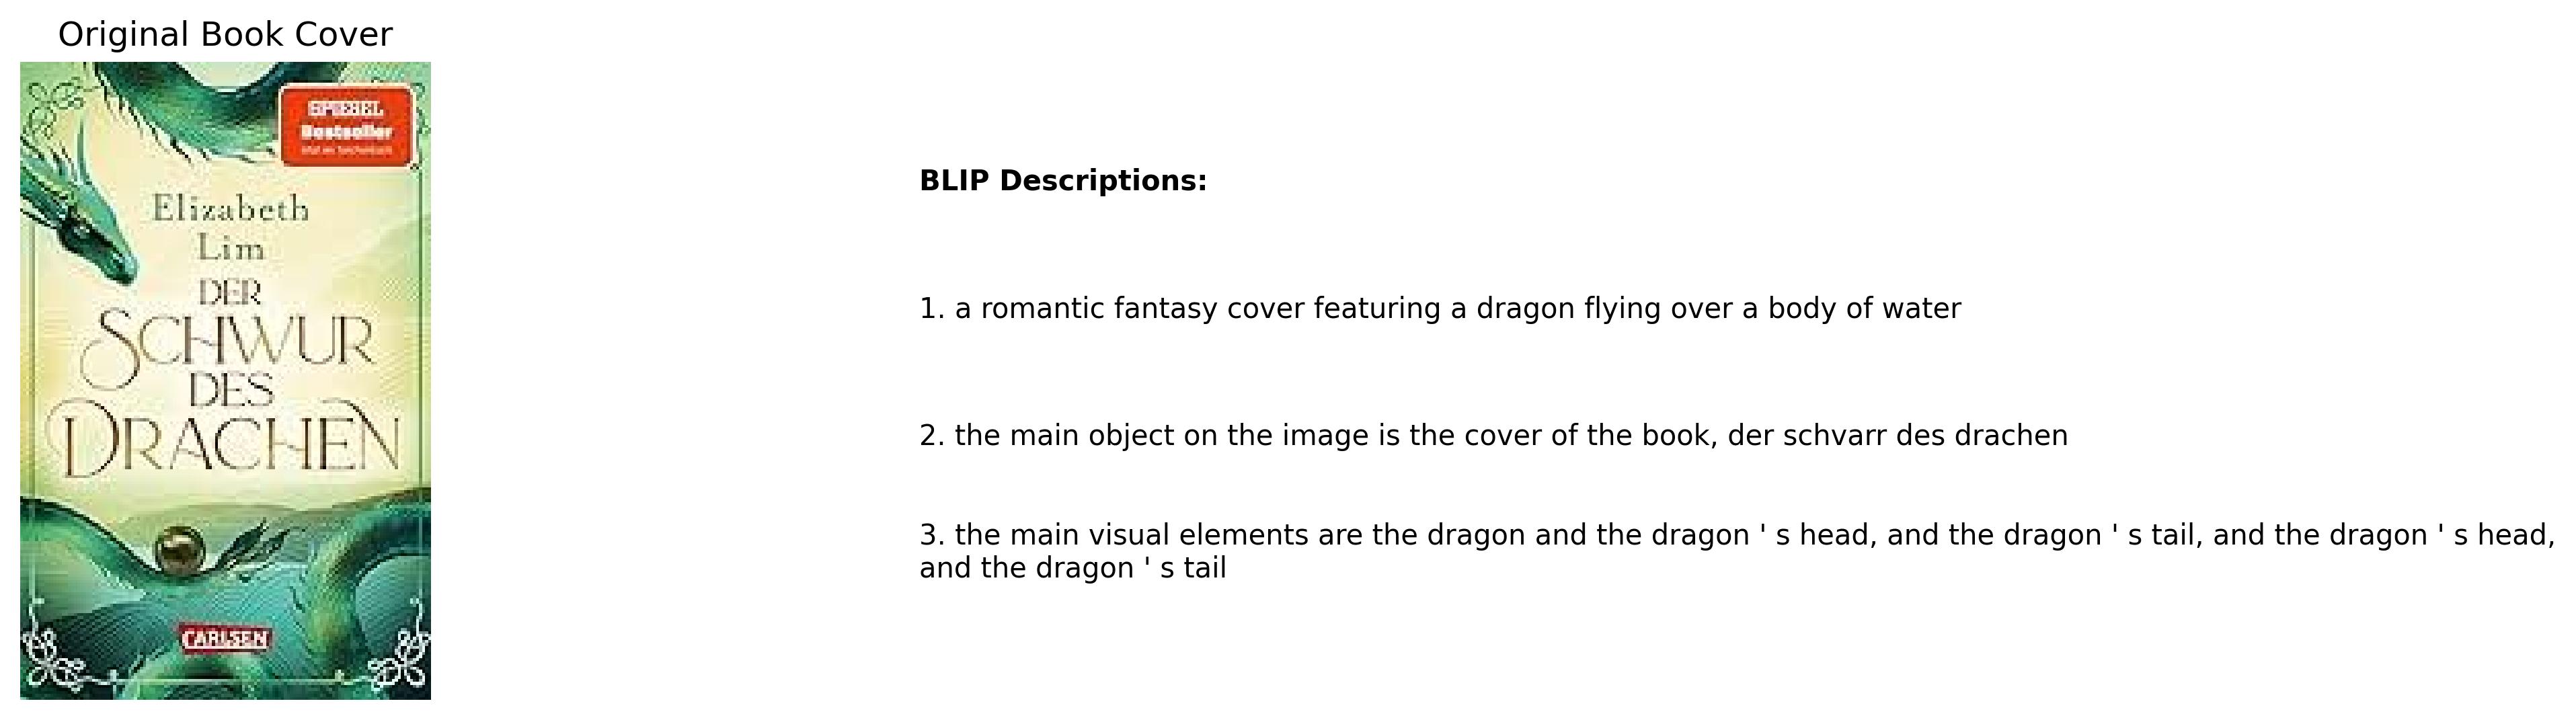 Original Book Cover
SPIEGEL
Bestseller
Elizabeth
Lim
DER
SCHWUR
DES
DRACHEN
CARLSEN
BLIP Descriptions:
1. a romantic fantasy cover featuring a dragon flying over a body of water
2. the main object on the image is the cover of the book, der schvarr des drachen
3. the main visual elements are the dragon and the dragon ' s head, and the dragon ' s tail, and the dragon ' s head,
and the dragon ' s tail